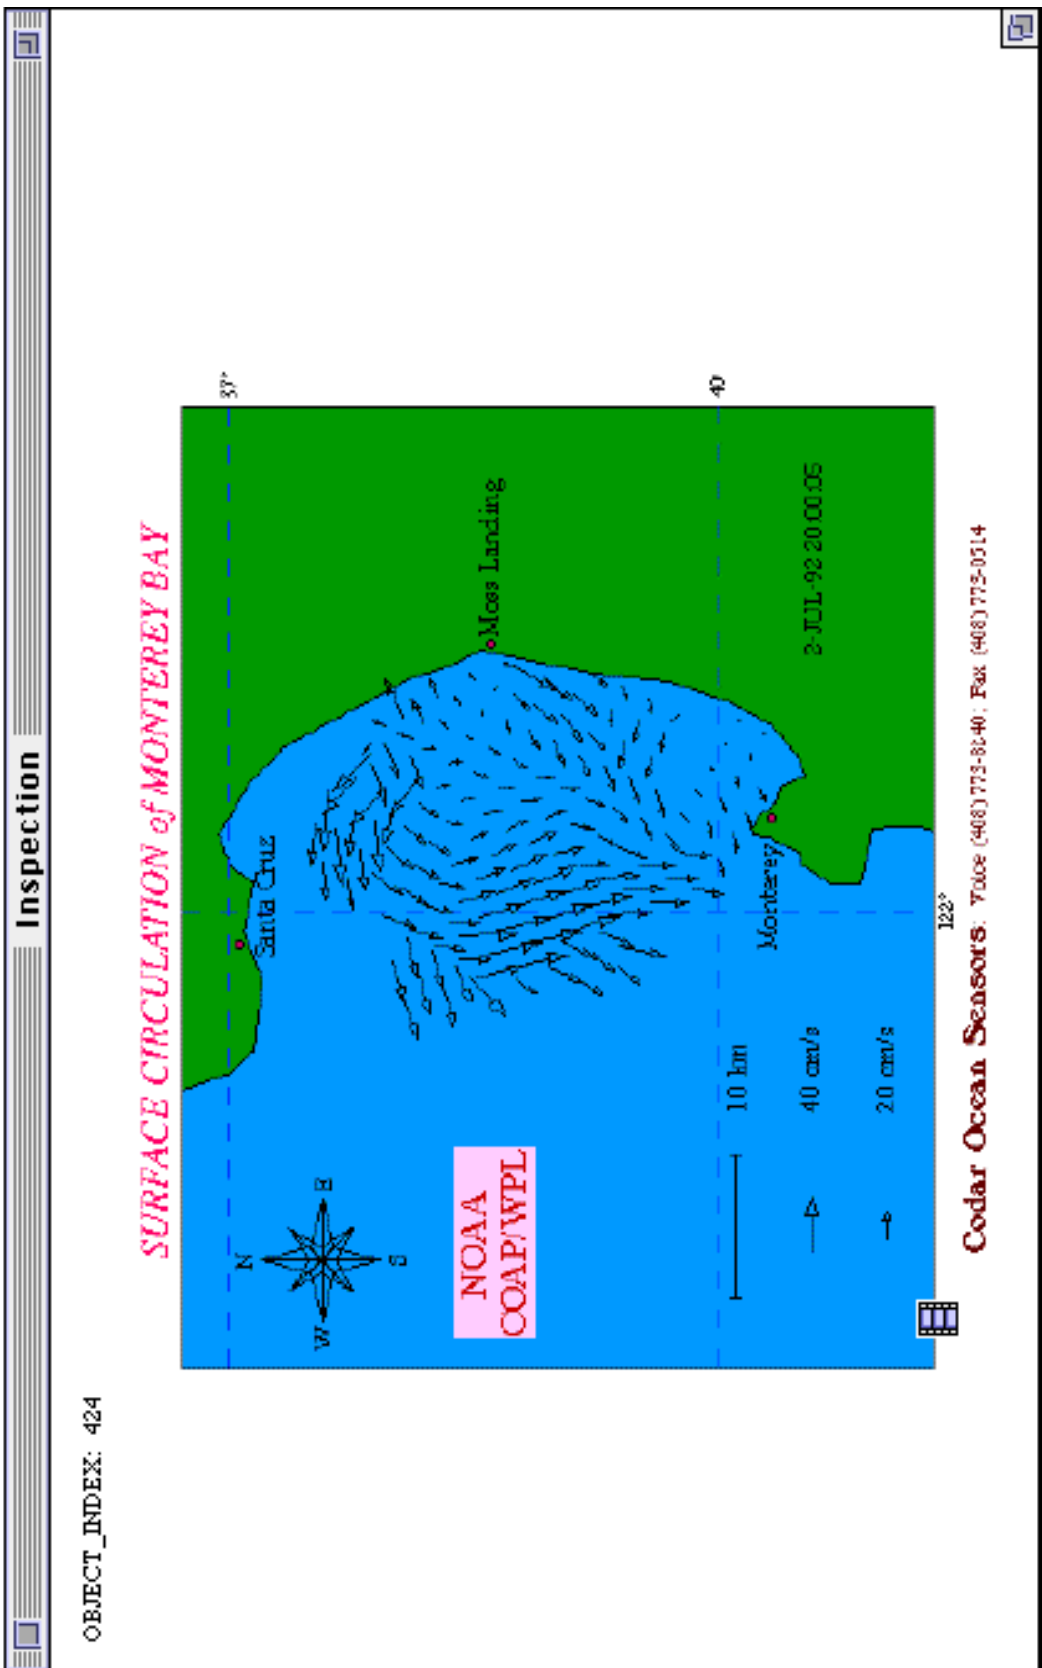 Inspection
OBJECT_INDEX: 424
SURFACE CIRCULATION of MONTEREY BAY
37°
Santa Cruz
N
W
E
S
Moss Landing
NOAA
COAP/WPL
40'
10 km
Monterey
40 cm/s
2-JUL-92 20:00:05
20 cm/s
122°
Codar Ocean Sensors: Voice (408) 773-8240; Fax (408) 773-0514